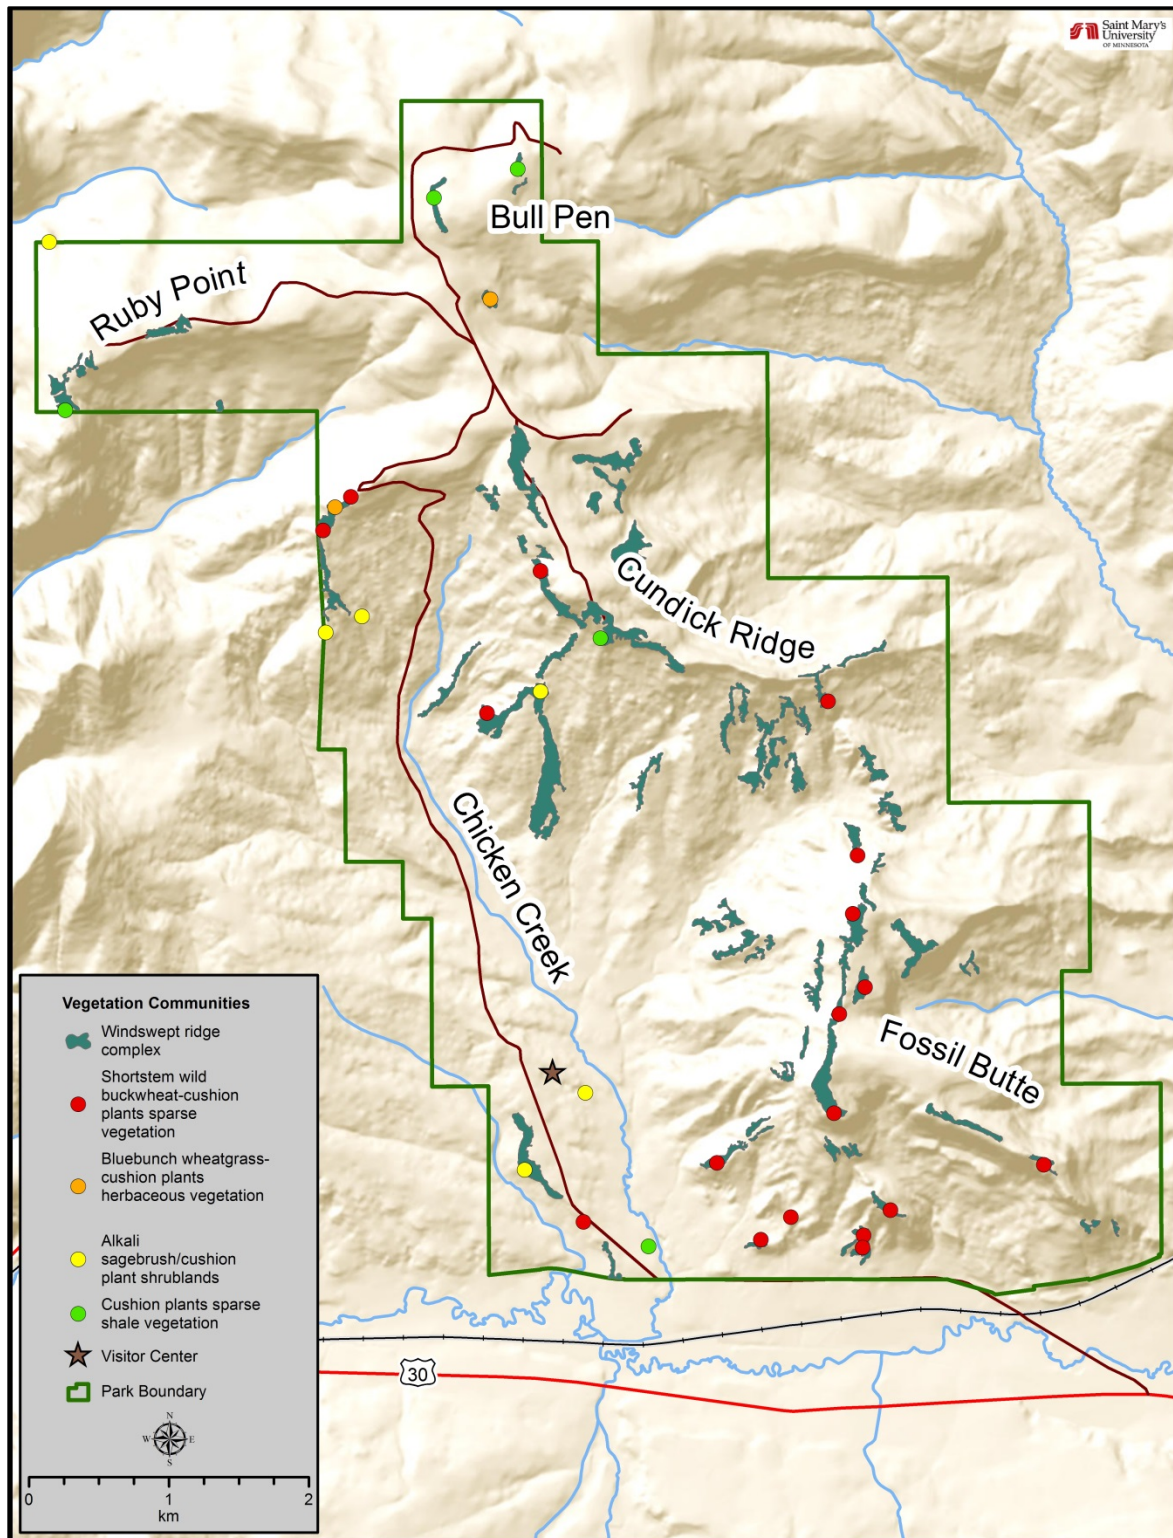 Saint Mary's
University
OF MINNESOTA
Bull Pen
Ruby Point
Cundick Ridge
Chicken Creek
Fossil Butte
Vegetation Communities
Windswept ridge
complex
Shortstem wild
buckwheat-cushion
plants sparse
vegetation
Bluebunch wheatgrass-
cushion plants
herbaceous vegetation
Alkali
sagebrush/cushion
plant shrublands
Cushion plants sparse
shale vegetation
Visitor Center
Park Boundary
N
W E
S
0 1 2
km
30